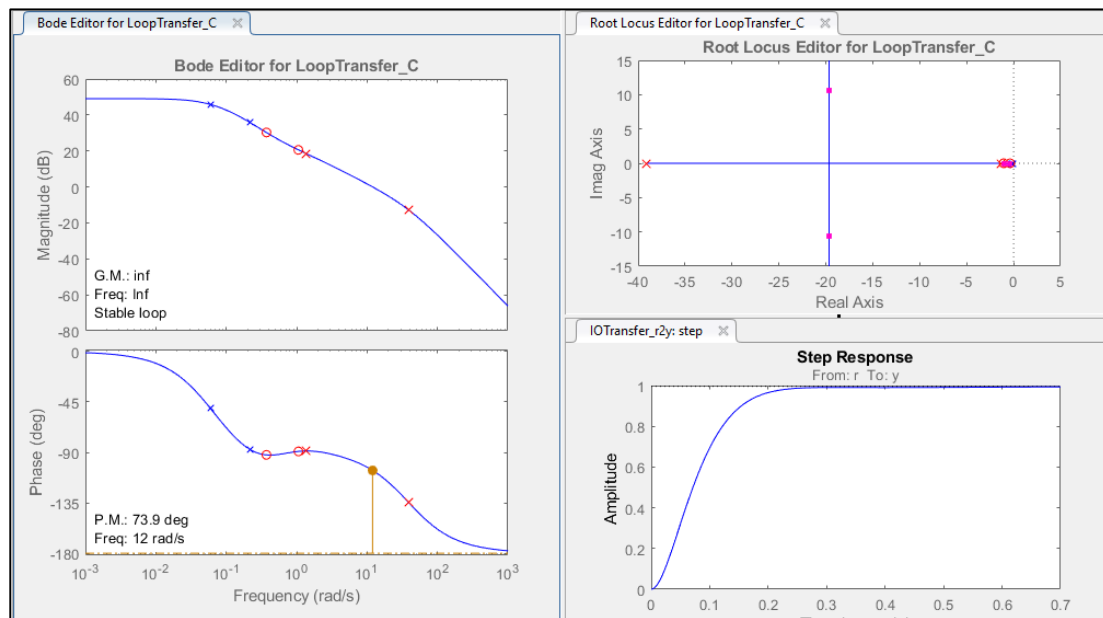 Bode Editor for LoopTransfer_C
Bode Editor for LoopTransfer_C
60
40
20
0
-20
-40
-60
-80
Magnitude (dB)
G.M.: inf
Freq: Inf
Stable loop
0
-45
-90
-135
-180
Phase (deg)
P.M.: 73.9 deg
Freq: 12 rad/s
10^-3 10^-2 10^-1 10^0 10^1 10^2 10^3
Frequency (rad/s)
Root Locus Editor for LoopTransfer_C
Root Locus Editor for LoopTransfer_C
15
10
5
0
-5
-10
-15
Imag Axis
-40 -35 -30 -25 -20 -15 -10 -5 0 5
Real Axis
IOTransfer_r2y: step
Step Response
From: r To: y
1
0.8
0.6
0.4
0.2
0
Amplitude
0 0.1 0.2 0.3 0.4 0.5 0.6 0.7